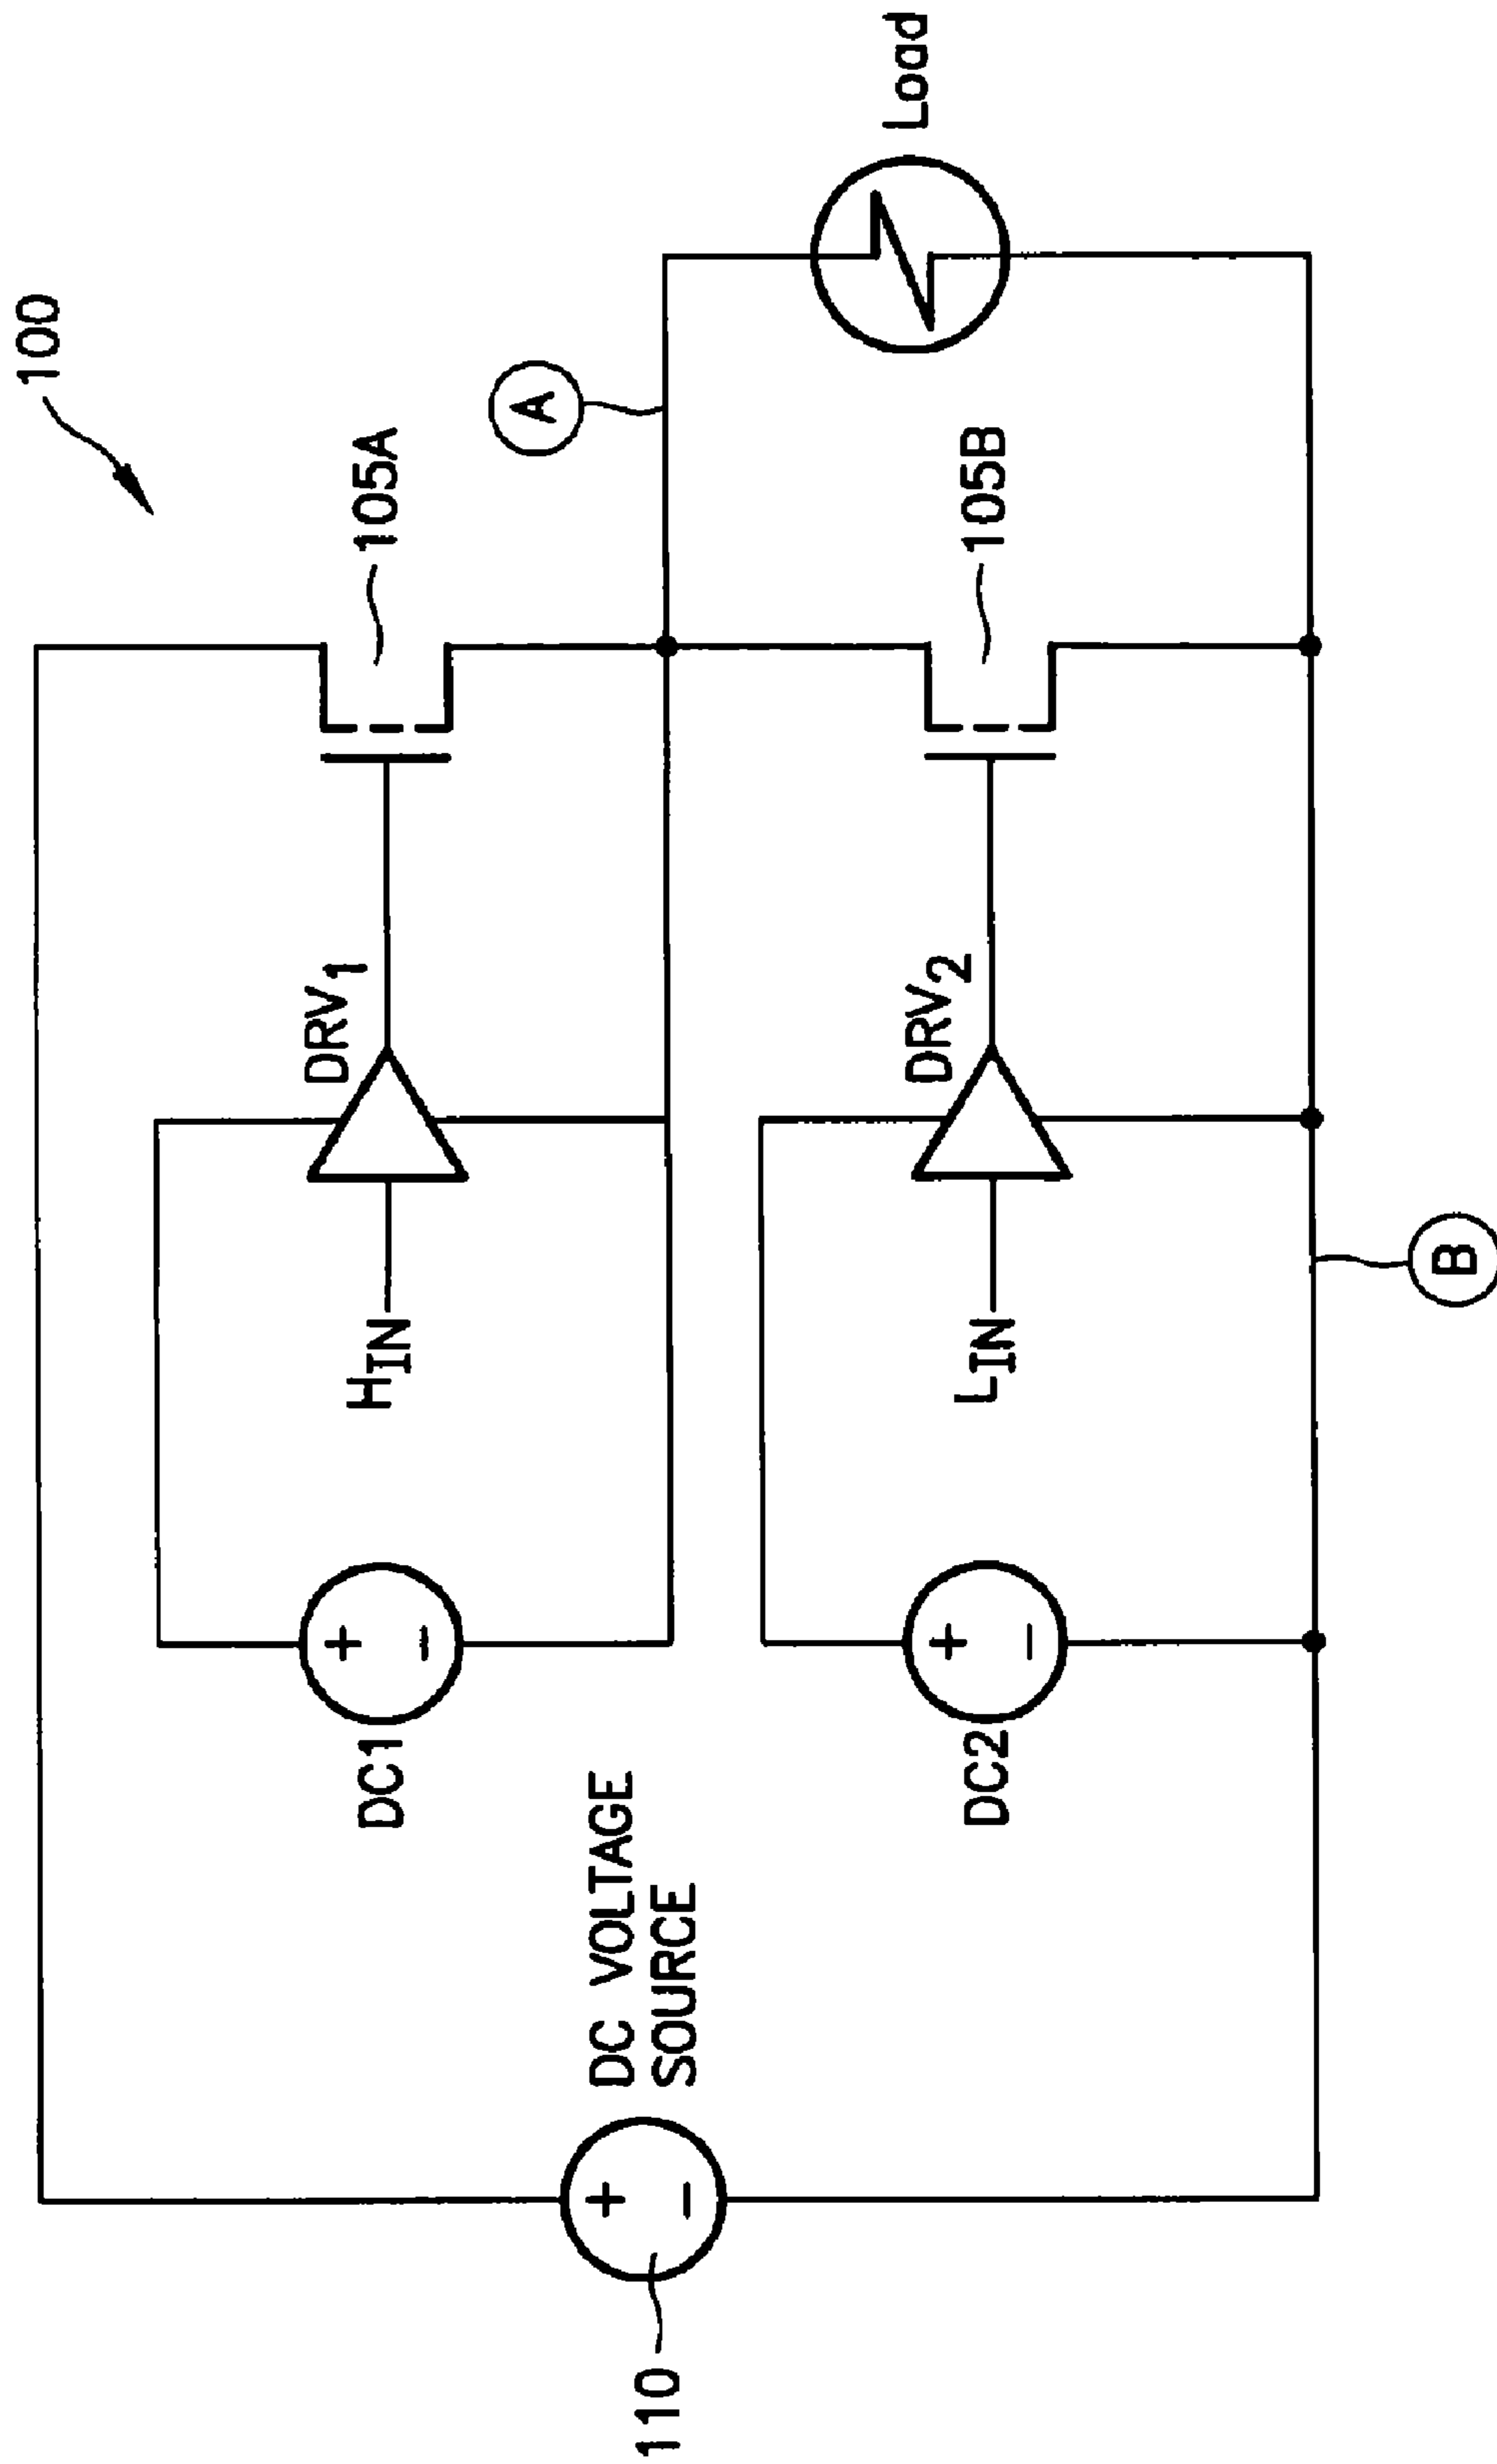 100
105A
A
Load
DRV1
HIN
DC1
105B
DRV2
LIN
DC2
DC VOLTAGE
SOURCE
110
B
+
-
+
-
+
-